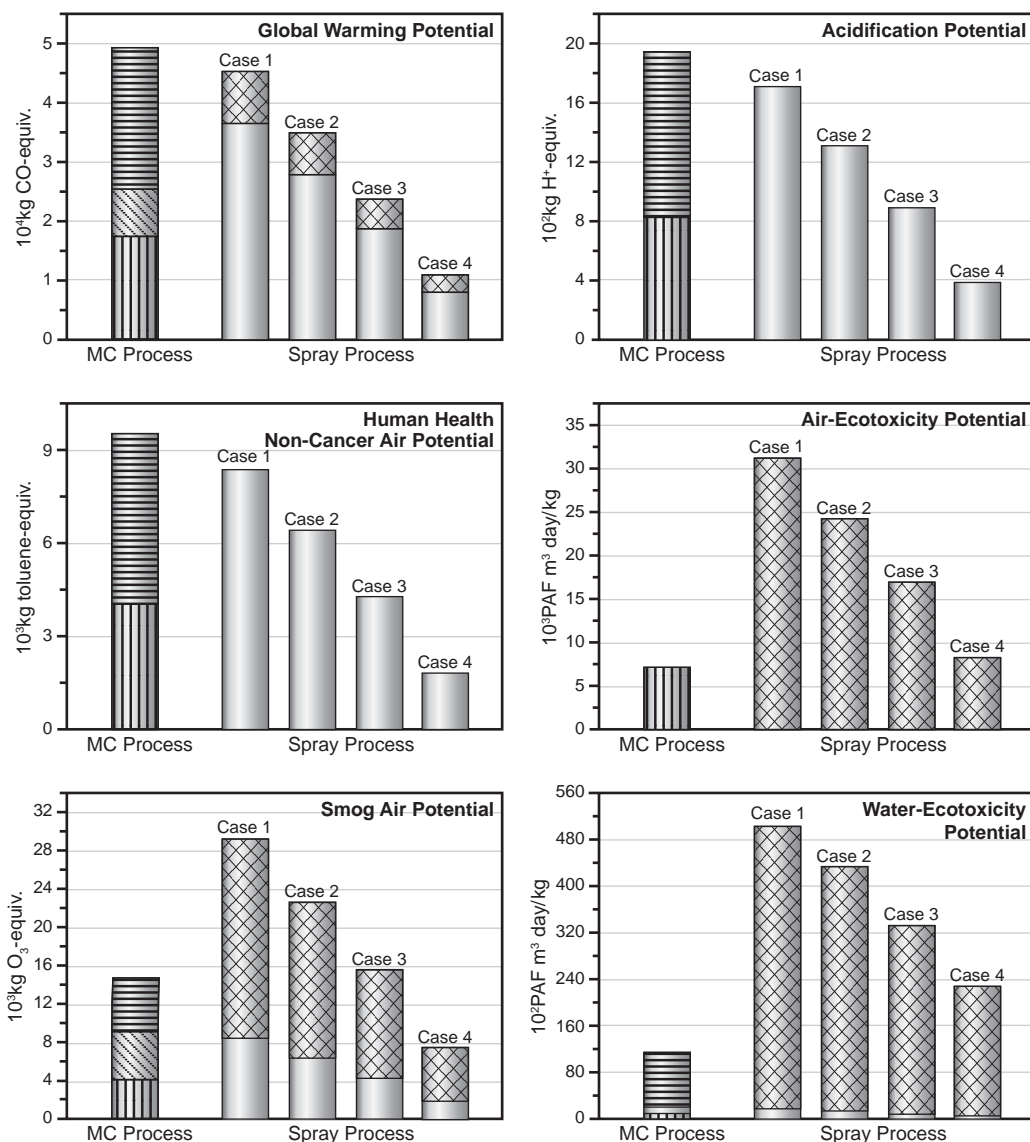 Global Warming Potential
10⁴kg CO-equiv.
5
4
3
2
1
0
Case 1
Case 2
Case 3
Case 4
MC Process
Spray Process
Acidification Potential
10²kg H⁺-equiv.
20
16
12
8
4
0
Case 1
Case 2
Case 3
Case 4
MC Process
Spray Process
Human Health
Non-Cancer Air Potential
10³kg toluene-equiv.
9
6
3
0
Case 1
Case 2
Case 3
Case 4
MC Process
Spray Process
Air-Ecotoxicity Potential
10³PAF m³ day/kg
35
30
25
20
15
10
5
0
Case 1
Case 2
Case 3
Case 4
MC Process
Spray Process
Smog Air Potential
10³kg O₃-equiv.
32
28
24
20
16
12
8
4
0
Case 1
Case 2
Case 3
Case 4
MC Process
Spray Process
Water-Ecotoxicity
Potential
10²PAF m³ day/kg
560
480
400
320
240
160
80
0
Case 1
Case 2
Case 3
Case 4
MC Process
Spray Process